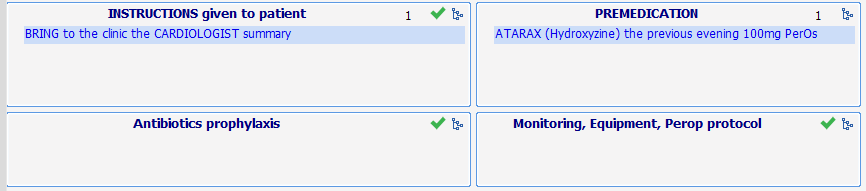 INSTRUCTIONS given to patient 1
BRING to the clinic the CARDIOLOGIST summary
PREMEDICATION 1
ATARAX (Hydroxyzine) the previous evening 100mg PerOs
Antibiotics prophylaxis
Monitoring, Equipment, Perop protocol